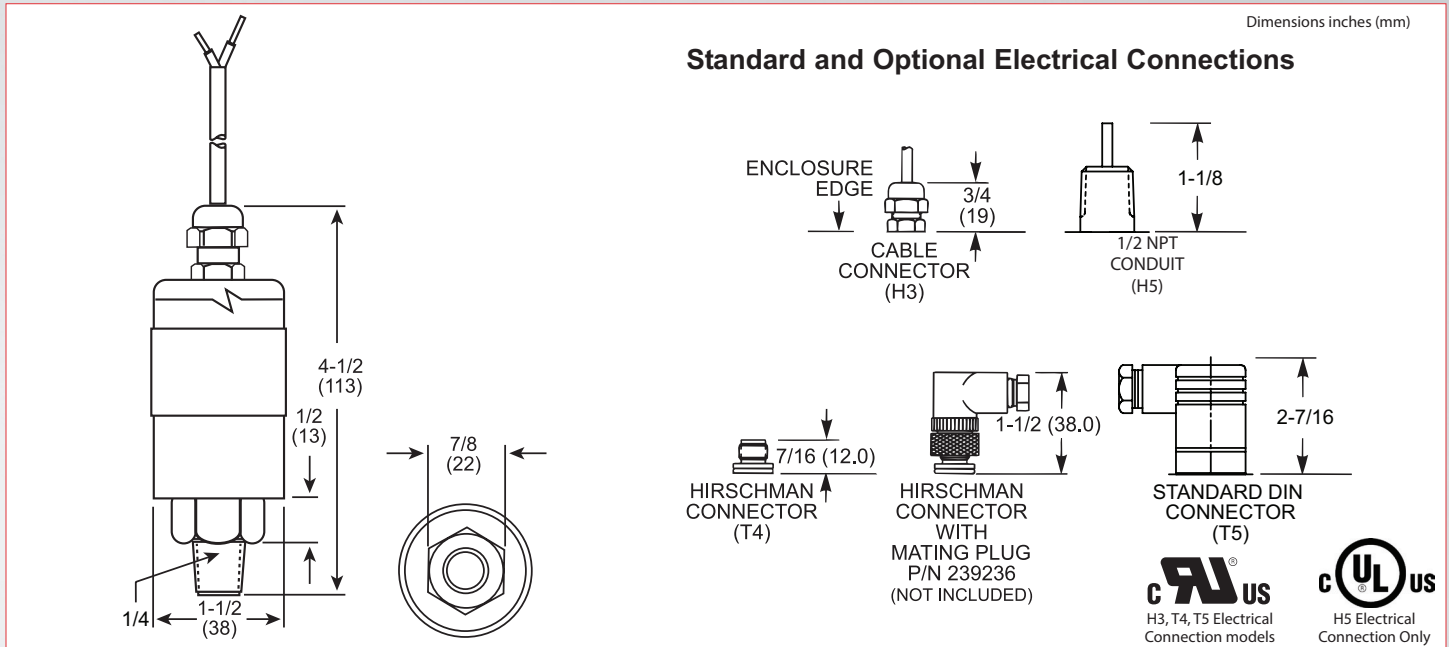 Dimensions inches (mm)
Standard and Optional Electrical Connections
4-1/2
(113)
1/2
(13)
1/4
1-1/2
(38)
7/8
(22)
ENCLOSURE
EDGE
3/4
(19)
CABLE
CONNECTOR
(H3)
1-1/8
1/2 NPT
CONDUIT
(H5)
7/16 (12.0)
HIRSCHMAN
CONNECTOR
(T4)
1-1/2 (38.0)
HIRSCHMAN
CONNECTOR
WITH
MATING PLUG
P/N 239236
(NOT INCLUDED)
2-7/16
STANDARD DIN
CONNECTOR
(T5)
C RU ® US
H3, T4, T5 Electrical
Connection models
C UL ® US
H5 Electrical
Connection Only